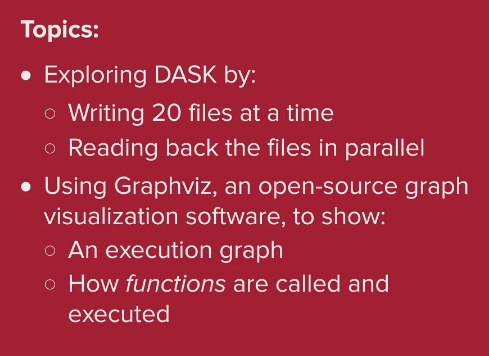 Topics:
• Exploring DASK by:
○ Writing 20 files at a time
○ Reading back the files in parallel
• Using Graphviz, an open-source graph
visualization software, to show:
○ An execution graph
○ How functions are called and
executed